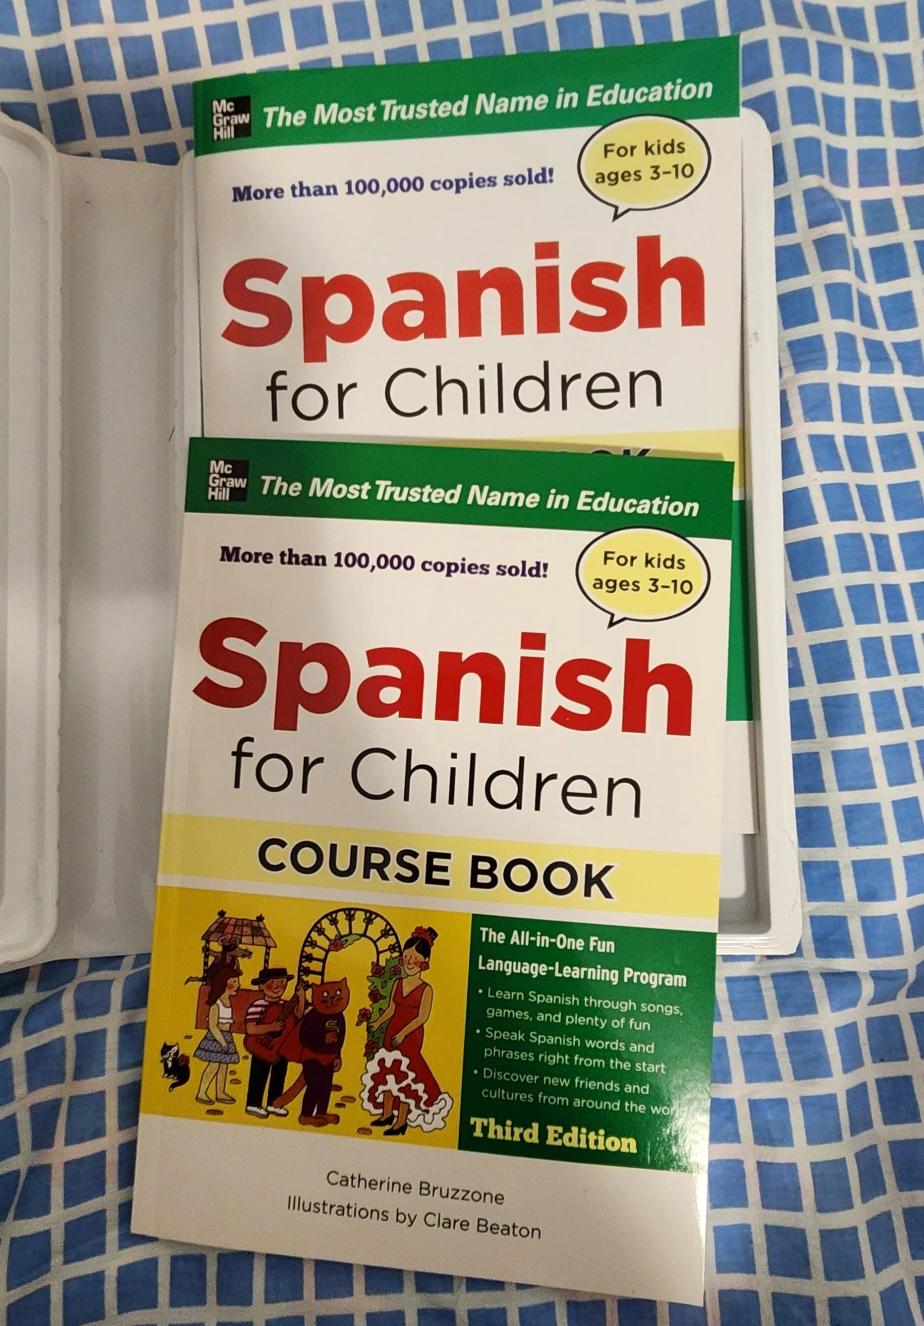 Mc
Graw
Hill
The Most Trusted Name in Education
More than 100,000 copies sold!
For kids
ages 3–10
Spanish
for Children
Mc
Graw
Hill
The Most Trusted Name in Education
More than 100,000 copies sold!
For kids
ages 3–10
Spanish
for Children
COURSE BOOK
The All-in-One Fun
Language-Learning Program
• Learn Spanish through songs,
games, and plenty of fun
• Speak Spanish words and
phrases right from the start
• Discover new friends and
cultures from around the world
Third Edition
Catherine Bruzzone
Illustrations by Clare Beaton